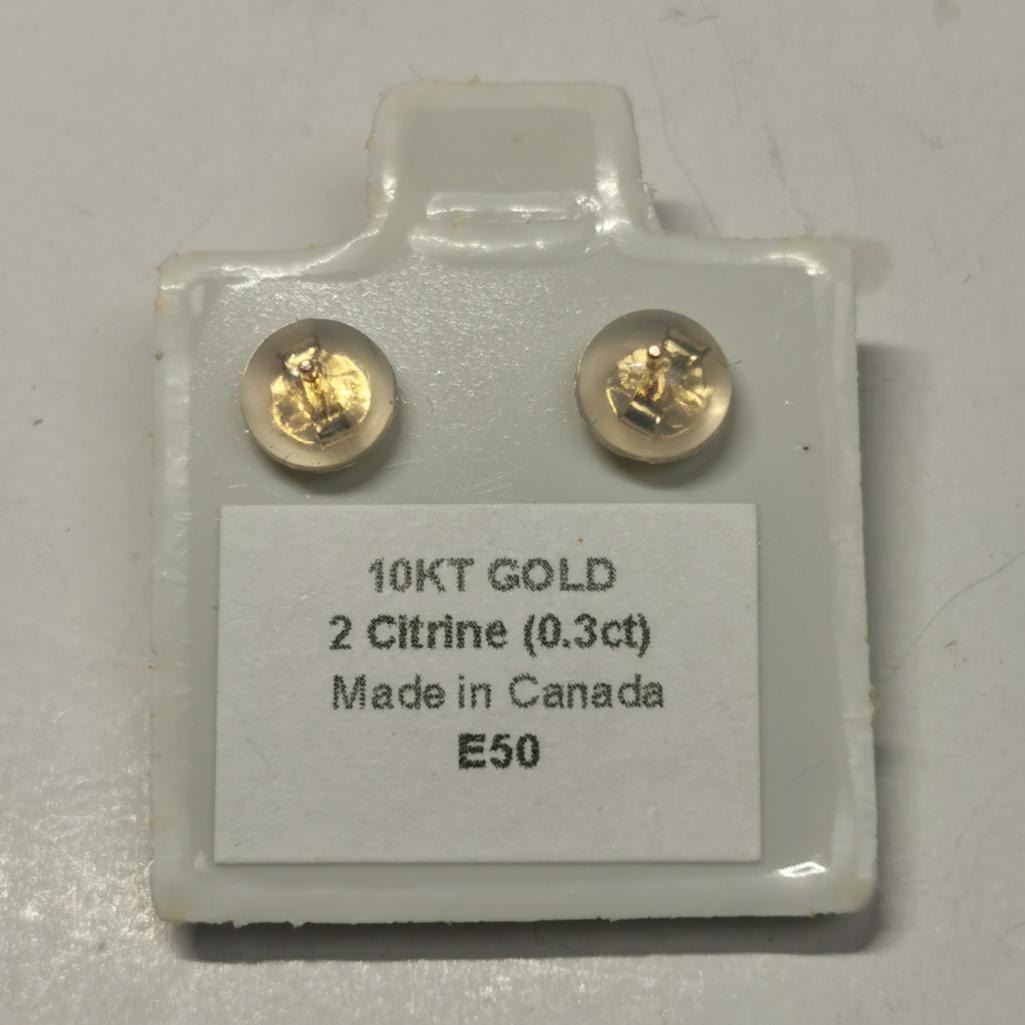 10KT GOLD
2 Citrine (0.3ct)
Made in Canada
E50